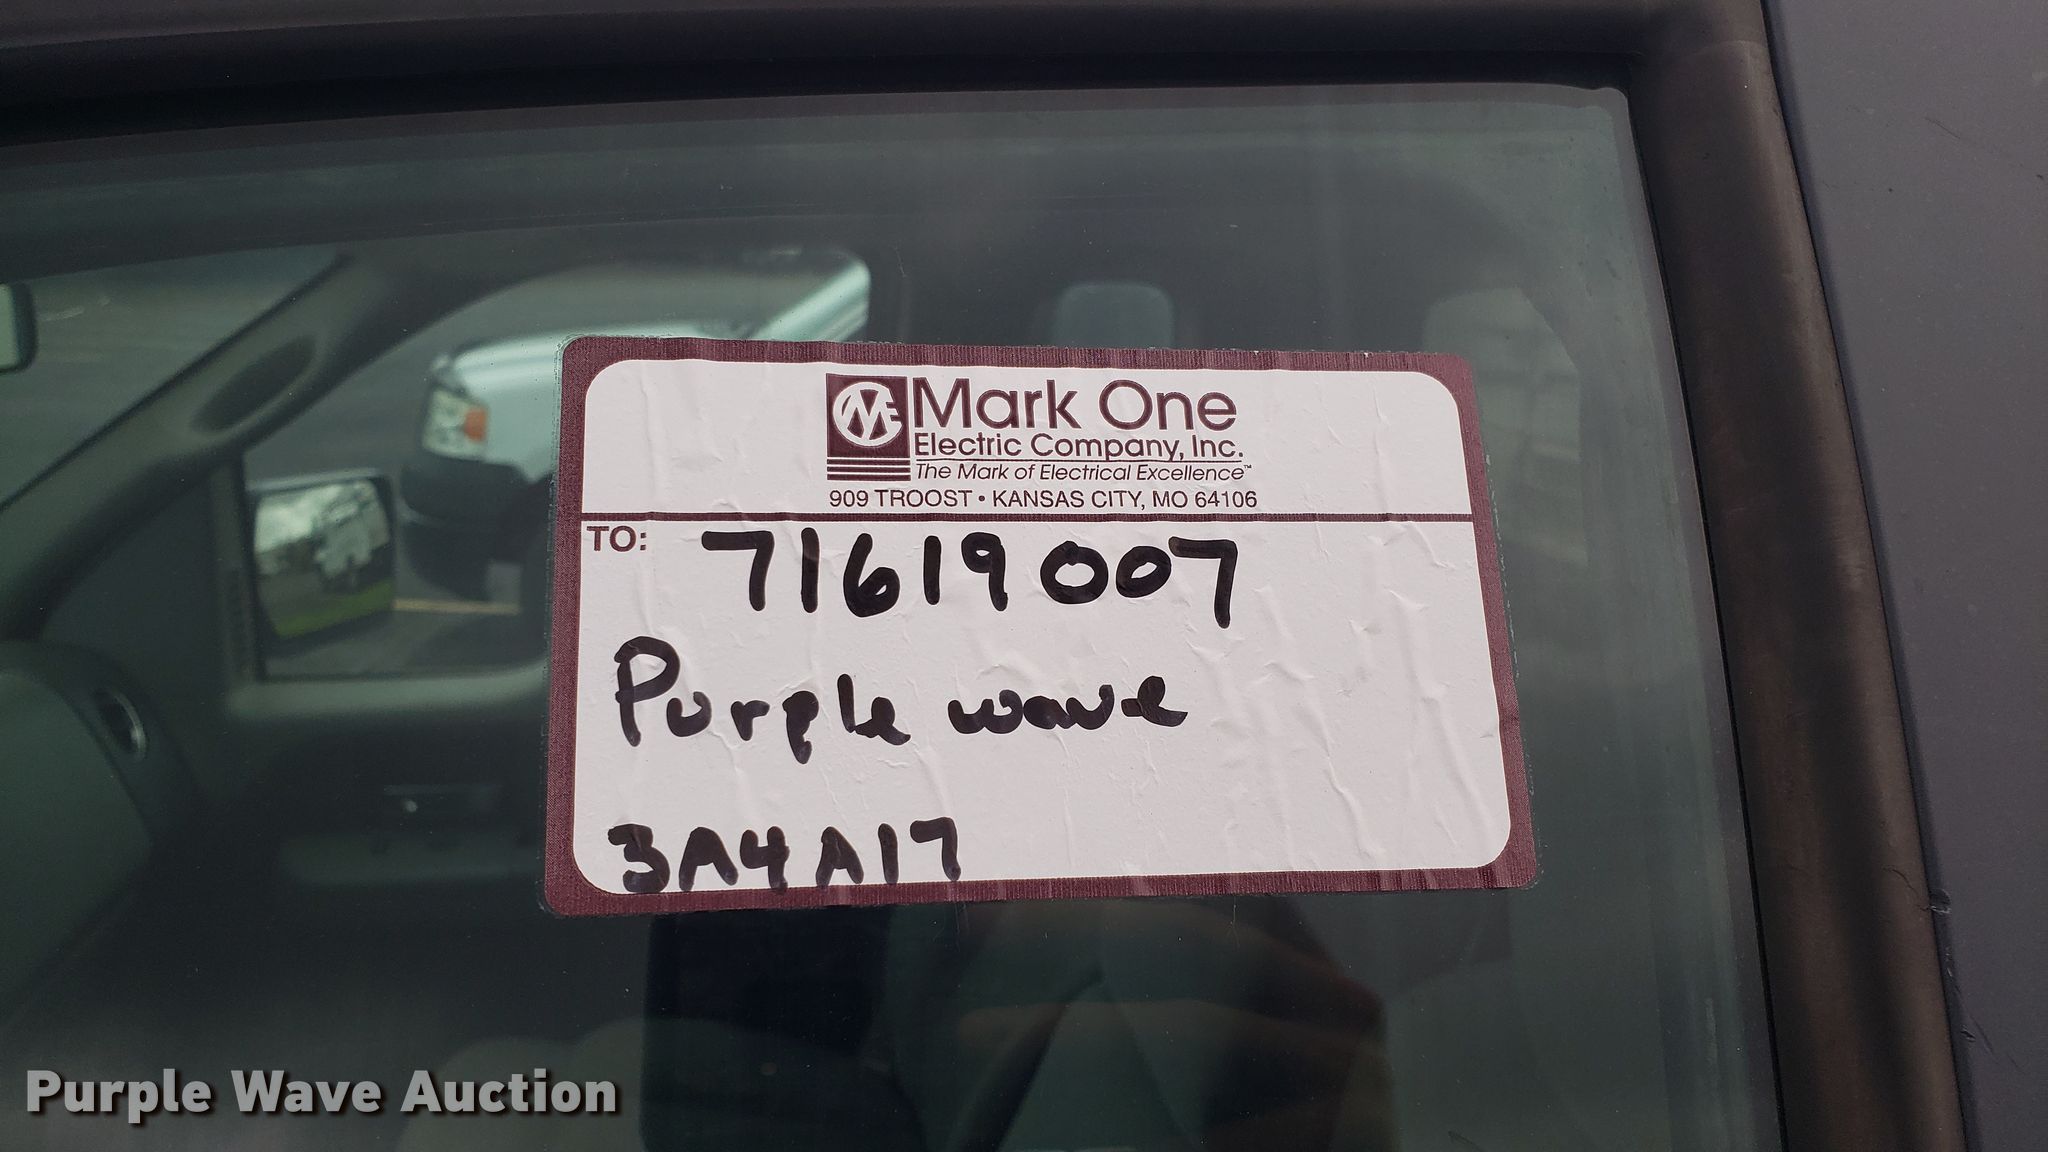 Mark One
Electric Company, Inc.
The Mark of Electrical Excellence™
909 TROOST • KANSAS CITY, MO 64106
TO: 71619007
Purple wave
3A4A17
Purple Wave Auction